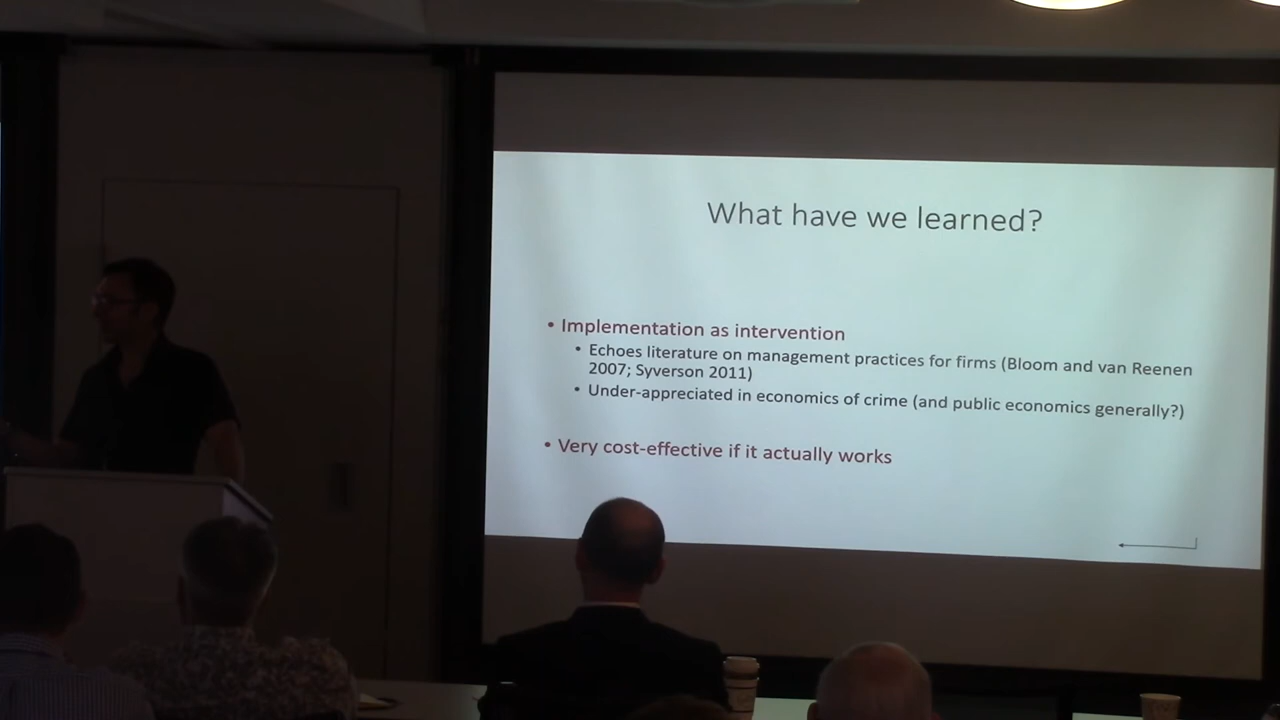 What have we learned?
• Implementation as intervention
• Echoes literature on management practices for firms (Bloom and van Reenen
2007; Syverson 2011)
• Under-appreciated in economics of crime (and public economics generally?)
• Very cost-effective if it actually works